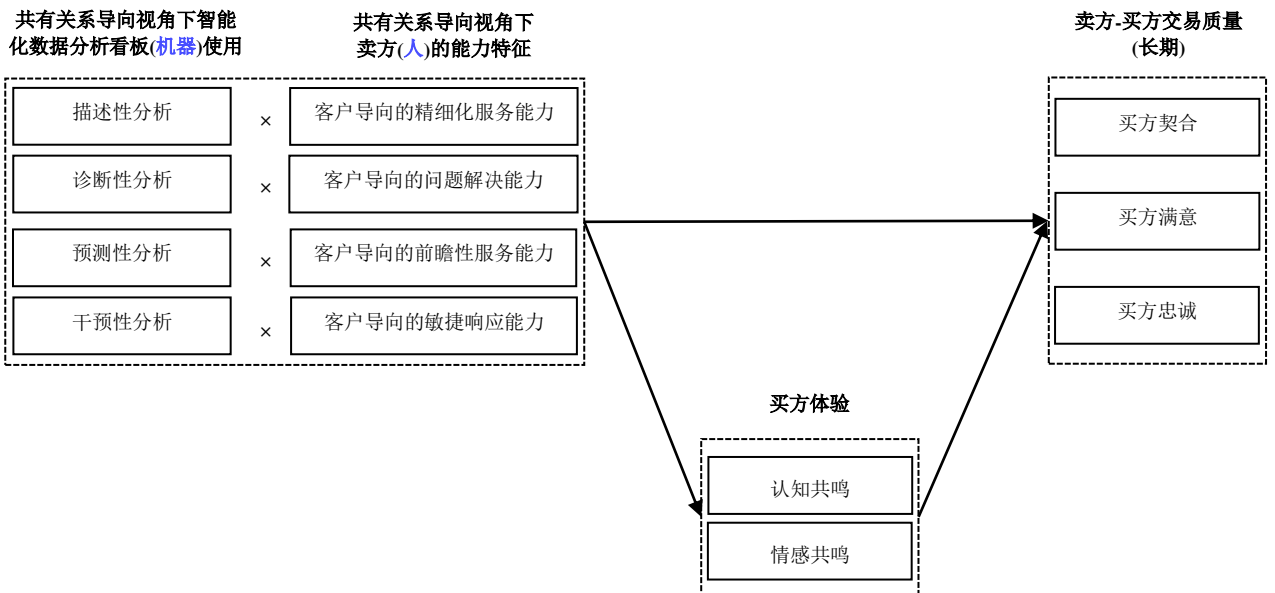 共有关系导向视角下智能
化数据分析看板(机器)使用
共有关系导向视角下
卖方(人)的能力特征
卖方-买方交易质量
(长期)
描述性分析
×
客户导向的精细化服务能力
诊断性分析
×
客户导向的问题解决能力
预测性分析
×
客户导向的前瞻性服务能力
干预性分析
×
客户导向的敏捷响应能力
买方契合
买方满意
买方忠诚
买方体验
认知共鸣
情感共鸣